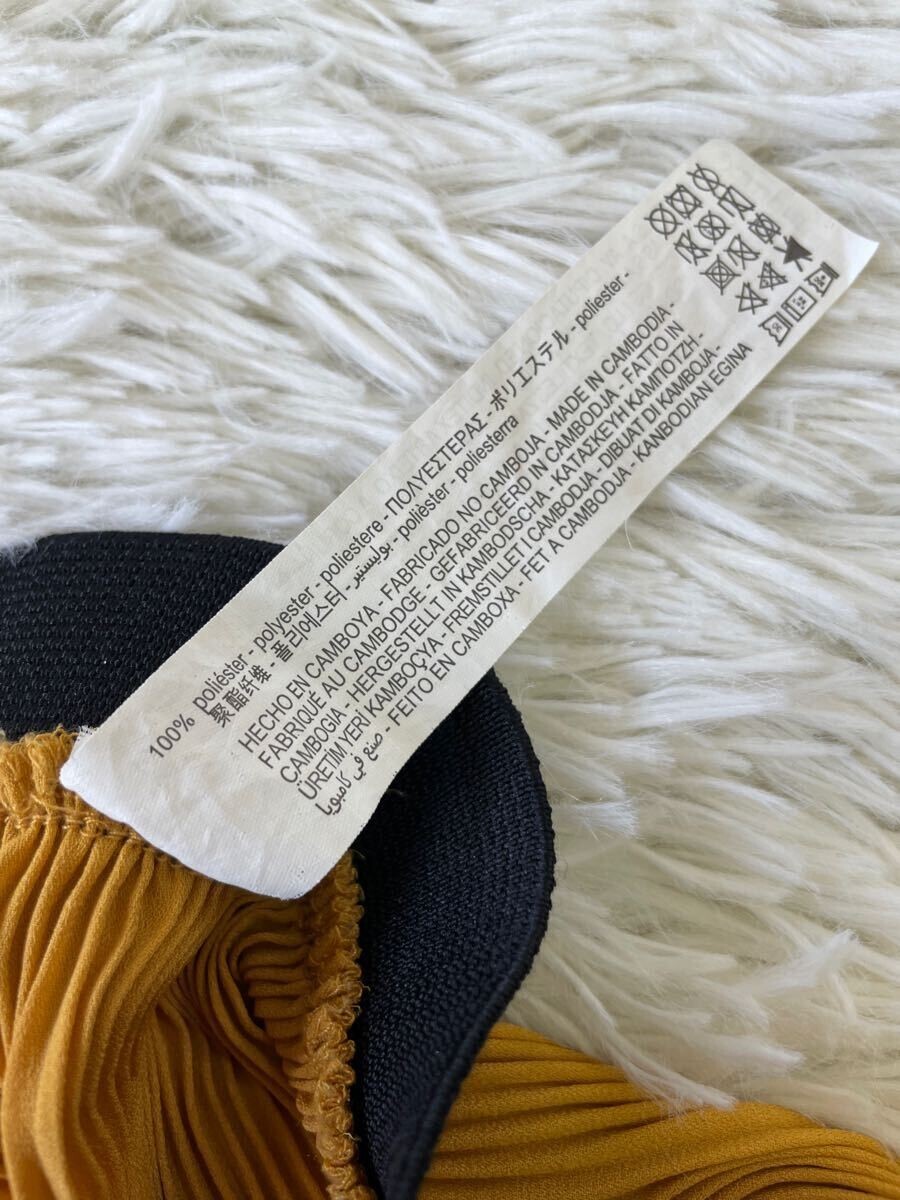 100% poliéster - polyester - poliestere - ΠΟΛΥΕΣΤΕΡΑΣ - ポリエステル - poliester -
聚酯纤维 - 폴리에스터 - بوليستير - poliéster - poliesterra
HECHO EN CAMBOYA - FABRICADO NO CAMBOJA - MADE IN CAMBODIA -
FABRIQUÉ AU CAMBODGE - GEFABRICEERD IN CAMBODJA - FATTO IN
CAMBOGIA - HERGESTELLT IN KAMBODSCHA - ΚΑΤΑΣΚΕΥΗ ΚΑΜΠΟΤΖΗ -
ÜRETIM YERI KAMBOÇYA - FREMSTILLET I CAMBODJA - DIBUAT DI KAMBOJA -
صنع في كامبوديا - FEITO EN CAMBOXA - FET A CAMBODJA - KANBODIAN EGINA